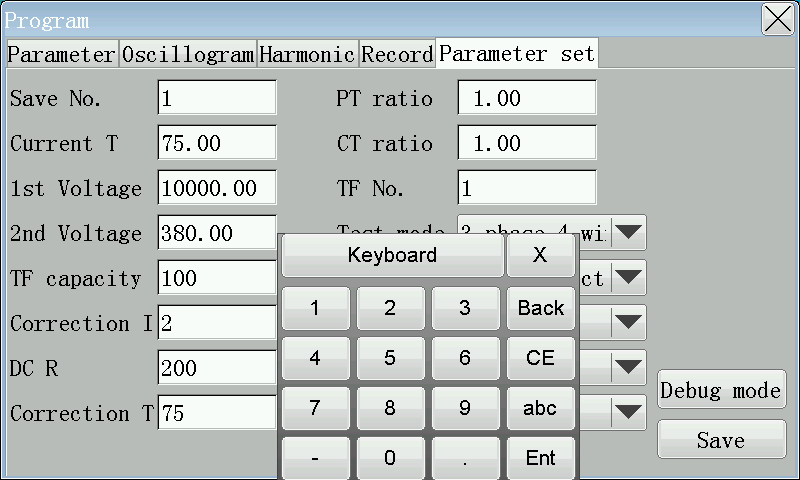 Program
Parameter Oscillogram Harmonic Record Parameter set
Save No. 1 PT ratio 1.00
Current T 75.00 CT ratio 1.00
1st Voltage 10000.00 TF No. 1
2nd Voltage 380.00 Test mode 3 phase 4 wi
Keyboard X
TF capacity 100 ct
1 2 3 Back
Correction I 2
4 5 6 CE
DC R 200
Debug mode
7 8 9 abc
Correction T 75
Save
- 0 . Ent